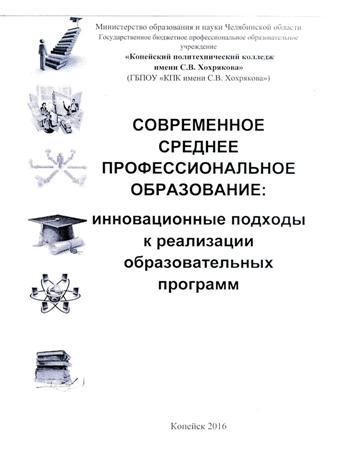 Министерство образования и науки Челябинской области
Государственное бюджетное профессиональное образовательное
учреждение
«Копейский политехнический колледж
имени С.В. Хохрякова»
(ГБПОУ «КПК имени С.В. Хохрякова»)
СОВРЕМЕННОЕ
СРЕДНЕЕ
ПРОФЕССИОНАЛЬНОЕ
ОБРАЗОВАНИЕ:
инновационные подходы
к реализации
образовательных
программ
Копейск 2016